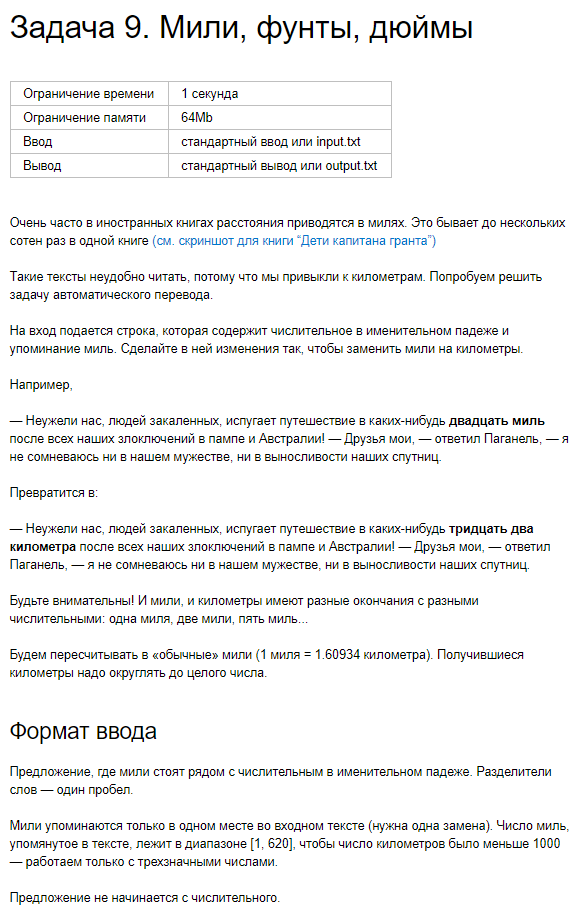 Задача 9. Мили, фунты, дюймы
Ограничение времени 1 секунда
Ограничение памяти 64Mb
Ввод стандартный ввод или input.txt
Вывод стандартный вывод или output.txt
Очень часто в иностранных книгах расстояния приводятся в милях. Это бывает до нескольких
сотен раз в одной книге (см. скриншот для книги “Дети капитана гранта”)
Такие тексты неудобно читать, потому что мы привыкли к километрам. Попробуем решить
задачу автоматического перевода.
На вход подается строка, которая содержит числительное в именительном падеже и
упоминание миль. Сделайте в ней изменения так, чтобы заменить мили на километры.
Например,
— Неужели нас, людей закаленных, испугает путешествие в каких-нибудь двадцать миль
после всех наших злоключений в пампе и Австралии! — Друзья мои, — ответил Паганель, — я
не сомневаюсь ни в нашем мужестве, ни в выносливости наших спутниц.
Превратится в:
— Неужели нас, людей закаленных, испугает путешествие в каких-нибудь тридцать два
километра после всех наших злоключений в пампе и Австралии! — Друзья мои, — ответил
Паганель, — я не сомневаюсь ни в нашем мужестве, ни в выносливости наших спутниц.
Будьте внимательны! И мили, и километры имеют разные окончания с разными
числительными: одна миля, две мили, пять миль...
Будем пересчитывать в «обычные» мили (1 миля = 1.60934 километра). Получившиеся
километры надо округлять до целого числа.
Формат ввода
Предложение, где мили стоят рядом с числительным в именительном падеже. Разделители
слов — один пробел.
Мили упоминаются только в одном месте во входном тексте (нужна одна замена). Число миль,
упомянутое в тексте, лежит в диапазоне [1, 620], чтобы число километров было меньше 1000
— работаем только с трехзначными числами.
Предложение не начинается с числительного.